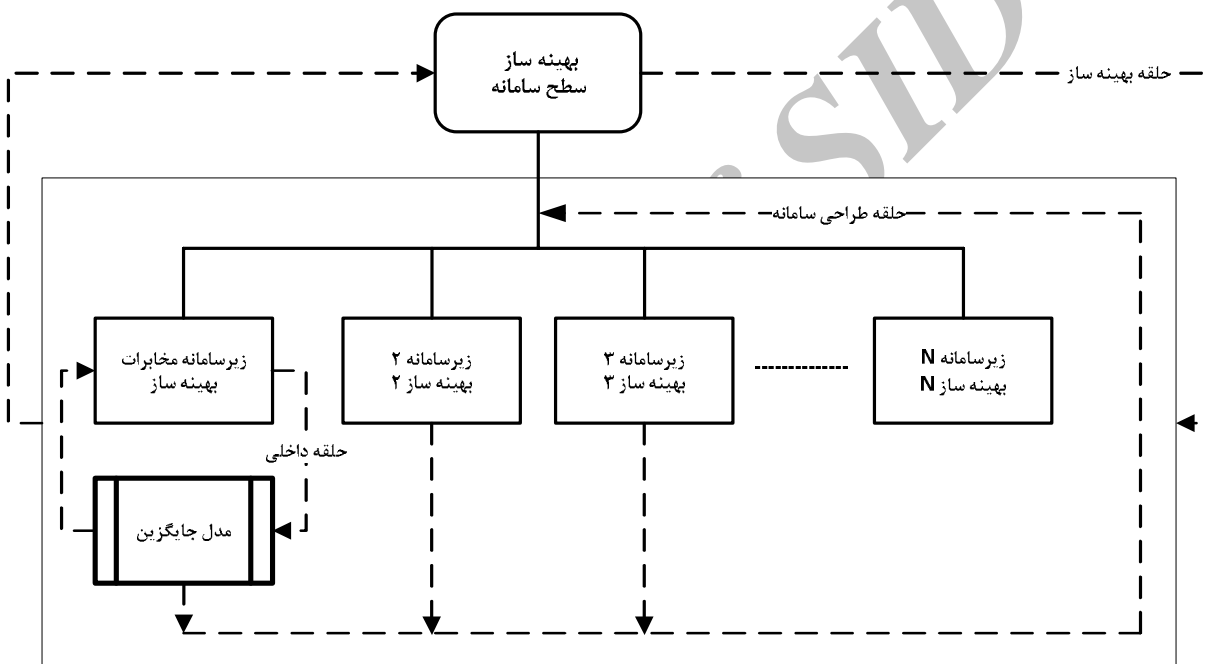 بهینه ساز
سطح سامانه
حلقه بهینه ساز
SID
حلقه طراحی سامانه
زیرسامانه مخابرات
بهینه ساز
زیرسامانه ۲
بهینه ساز ۲
زیرسامانه ۳
بهینه ساز ۳
زیرسامانه N
بهینه ساز N
حلقه داخلی
مدل جایگزین